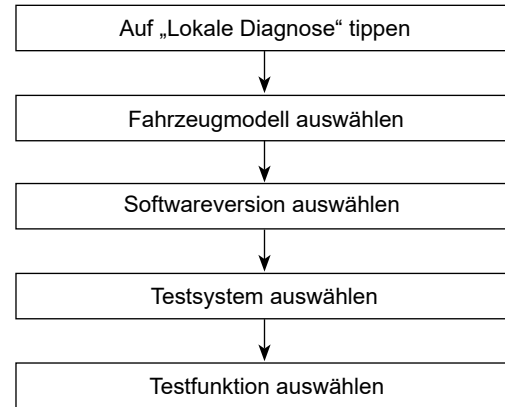 Auf „Lokale Diagnose“ tippen
Fahrzeugmodell auswählen
Softwareversion auswählen
Testsystem auswählen
Testfunktion auswählen